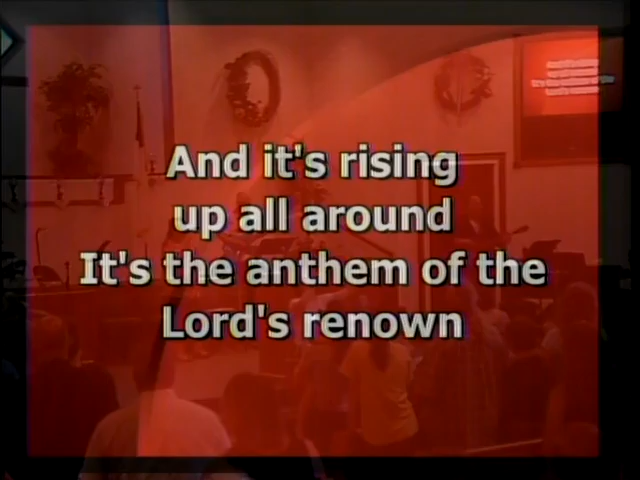 And it's rising
up all around
It's the anthem of the
Lord's renown